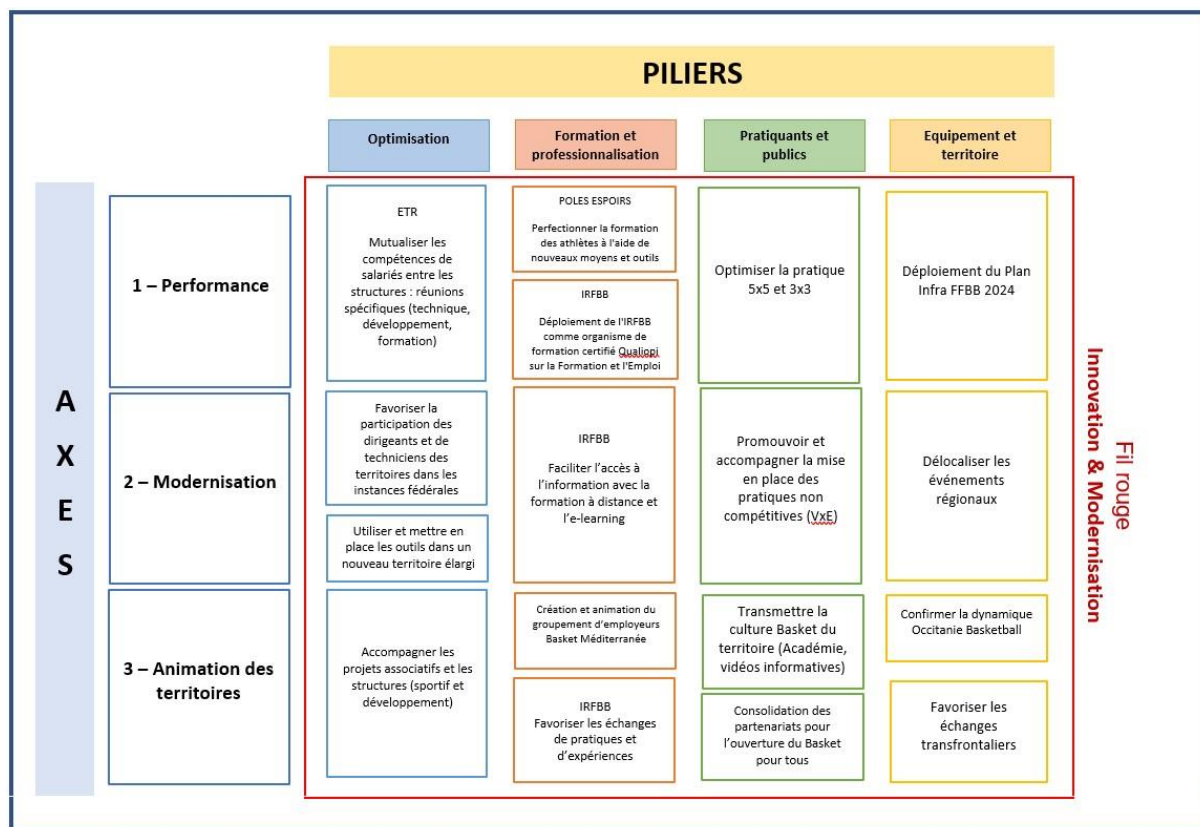 PILIERS
Optimisation
Formation et
professionnalisation
Pratiquants et
publics
Equipement et
territoire
A
X
E
S
1 – Performance
ETR
Mutualiser les
compétences de
salariés entre les
structures : réunions
spécifiques (technique,
développement,
formation)
POLES ESPOIRS
Perfectionner la formation
des athlètes à l'aide de
nouveaux moyens et outils
IRFBB
Déploiement de l'IRFBB
comme organisme de
formation certifié Qualiopi
sur la Formation et l'Emploi
Optimiser la pratique
5x5 et 3x3
Déploiement du Plan
Infra FFBB 2024
2 – Modernisation
Favoriser la
participation des
dirigeants et de
techniciens des
territoires dans les
instances fédérales
Utiliser et mettre en
place les outils dans un
nouveau territoire élargi
IRFBB
Faciliter l’accès à
l’information avec la
formation à distance et
l’e-learning
Promouvoir et
accompagner la mise
en place des
pratiques non
compétitives (VxE)
Délocaliser les
événements
régionaux
3 – Animation des
territoires
Accompagner les
projets associatifs et les
structures (sportif et
développement)
Création et animation du
groupement d’employeurs
Basket Méditerranée
IRFBB
Favoriser les échanges
de pratiques et
d’expériences
Transmettre la
culture Basket du
territoire (Académie,
vidéos informatives)
Consolidation des
partenariats pour
l’ouverture du Basket
pour tous
Confirmer la dynamique
Occitanie Basketball
Favoriser les
échanges
transfrontaliers
Fil rouge
Innovation & Modernisation